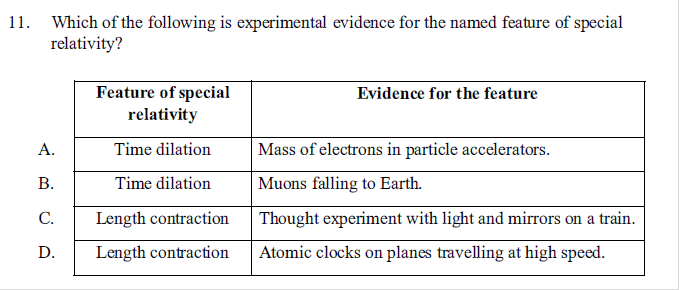 11. Which of the following is experimental evidence for the named feature of special
relativity?
Feature of special Evidence for the feature
relativity
A. Time dilation Mass of electrons in particle accelerators.
B. Time dilation Muons falling to Earth.
C. Length contraction Thought experiment with light and mirrors on a train.
D. Length contraction Atomic clocks on planes travelling at high speed.